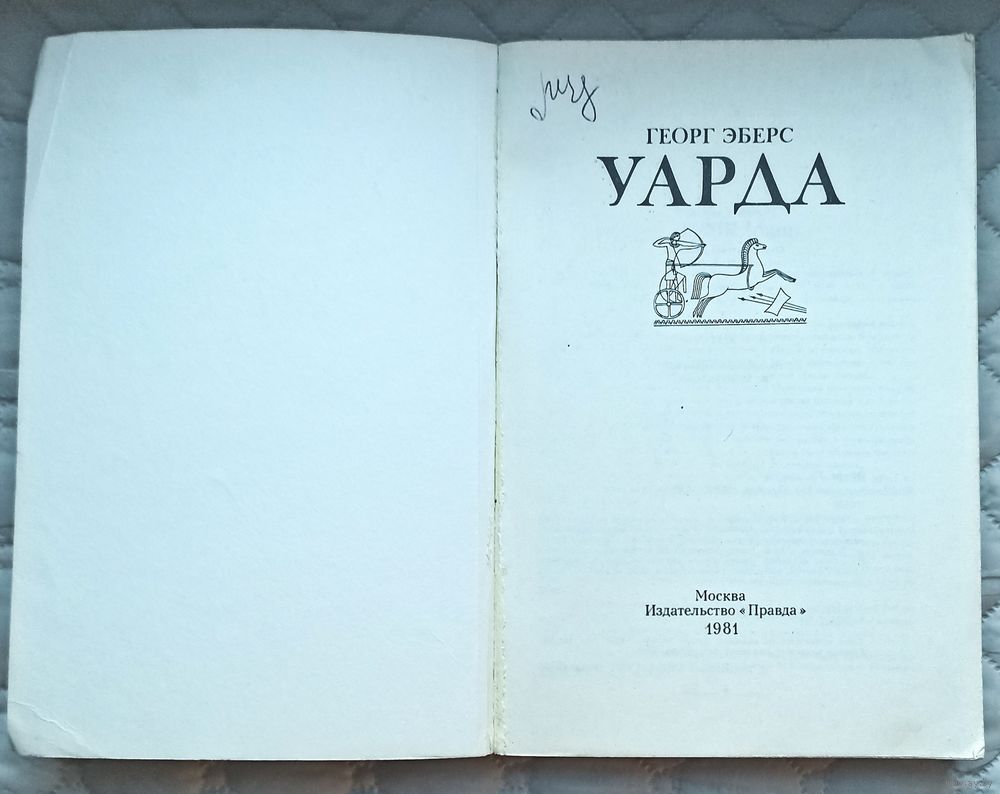 ГЕОРГ ЭБЕРС
УАРДА
Москва
Издательство «Правда»
1981